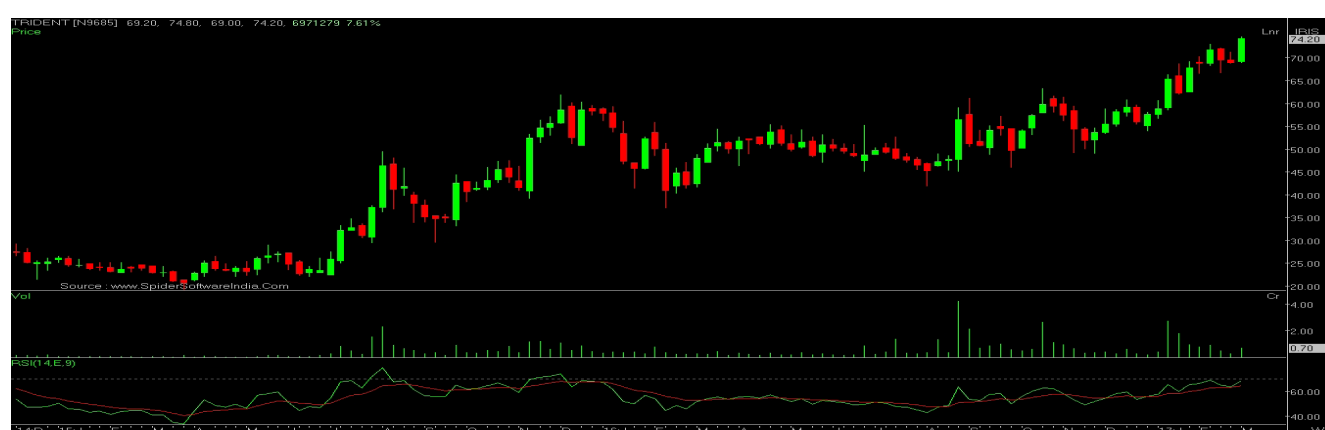 TRIDENT [N9685] 69.20, 74.80, 69.00, 74.20, 6971279 7.61%
Price
Lnr
IRIS
74.20
70.00
65.00
60.00
55.00
50.00
45.00
40.00
35.00
30.00
25.00
20.00
Source : www.SpiderSoftwareIndia.Com
Vol
Cr
4.00
2.00
0.70
RSI(14,E,9)
60.00
40.00